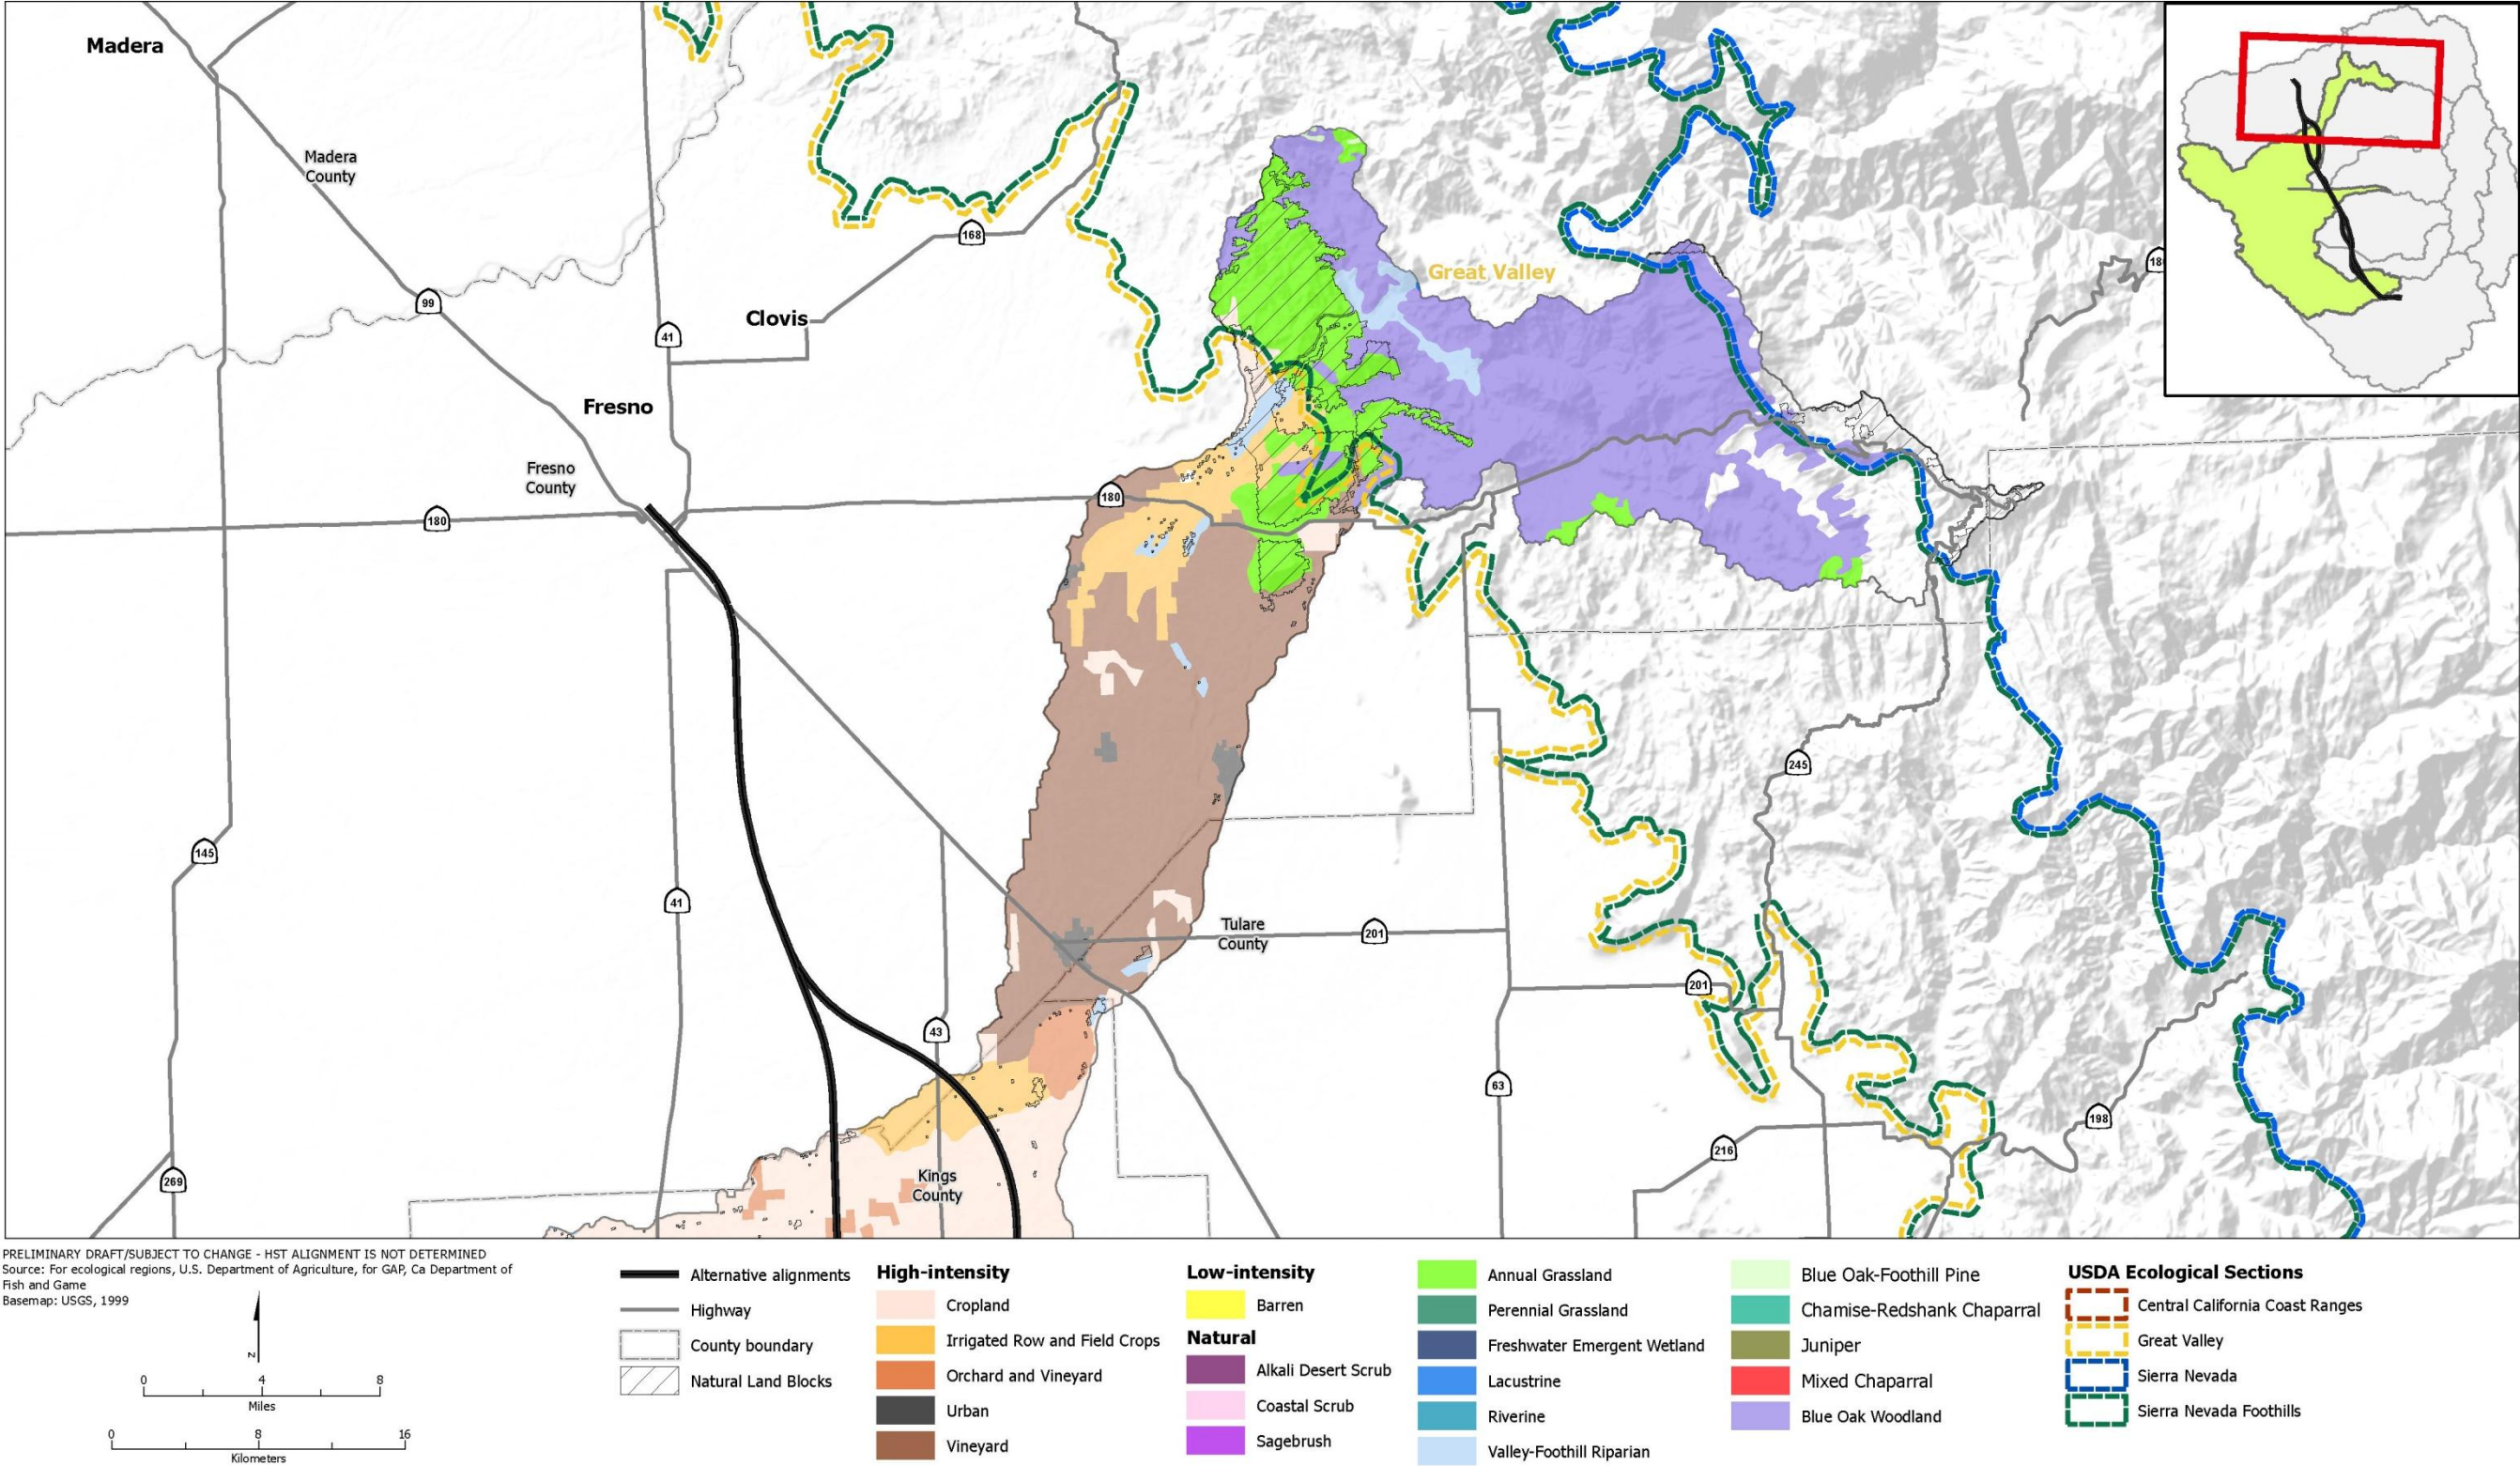 Madera
Madera
County
99
41
168
Clovis
Great Valley
18
Fresno
Fresno
County
180
180
145
41
43
245
Tulare
County
201
201
63
198
216
Kings
County
269
PRELIMINARY DRAFT/SUBJECT TO CHANGE - HST ALIGNMENT IS NOT DETERMINED
Source: For ecological regions, U.S. Department of Agriculture, for GAP, Ca Department of
Fish and Game
Basemap: USGS, 1999
N
0 4 8
Miles
0 8 16
Kilometers
Alternative alignments
Highway
County boundary
Natural Land Blocks
High-intensity
Cropland
Irrigated Row and Field Crops
Orchard and Vineyard
Urban
Vineyard
Low-intensity
Barren
Natural
Alkali Desert Scrub
Coastal Scrub
Sagebrush
Annual Grassland
Perennial Grassland
Freshwater Emergent Wetland
Lacustrine
Riverine
Valley-Foothill Riparian
Blue Oak-Foothill Pine
Chamise-Redshank Chaparral
Juniper
Mixed Chaparral
Blue Oak Woodland
USDA Ecological Sections
Central California Coast Ranges
Great Valley
Sierra Nevada
Sierra Nevada Foothills